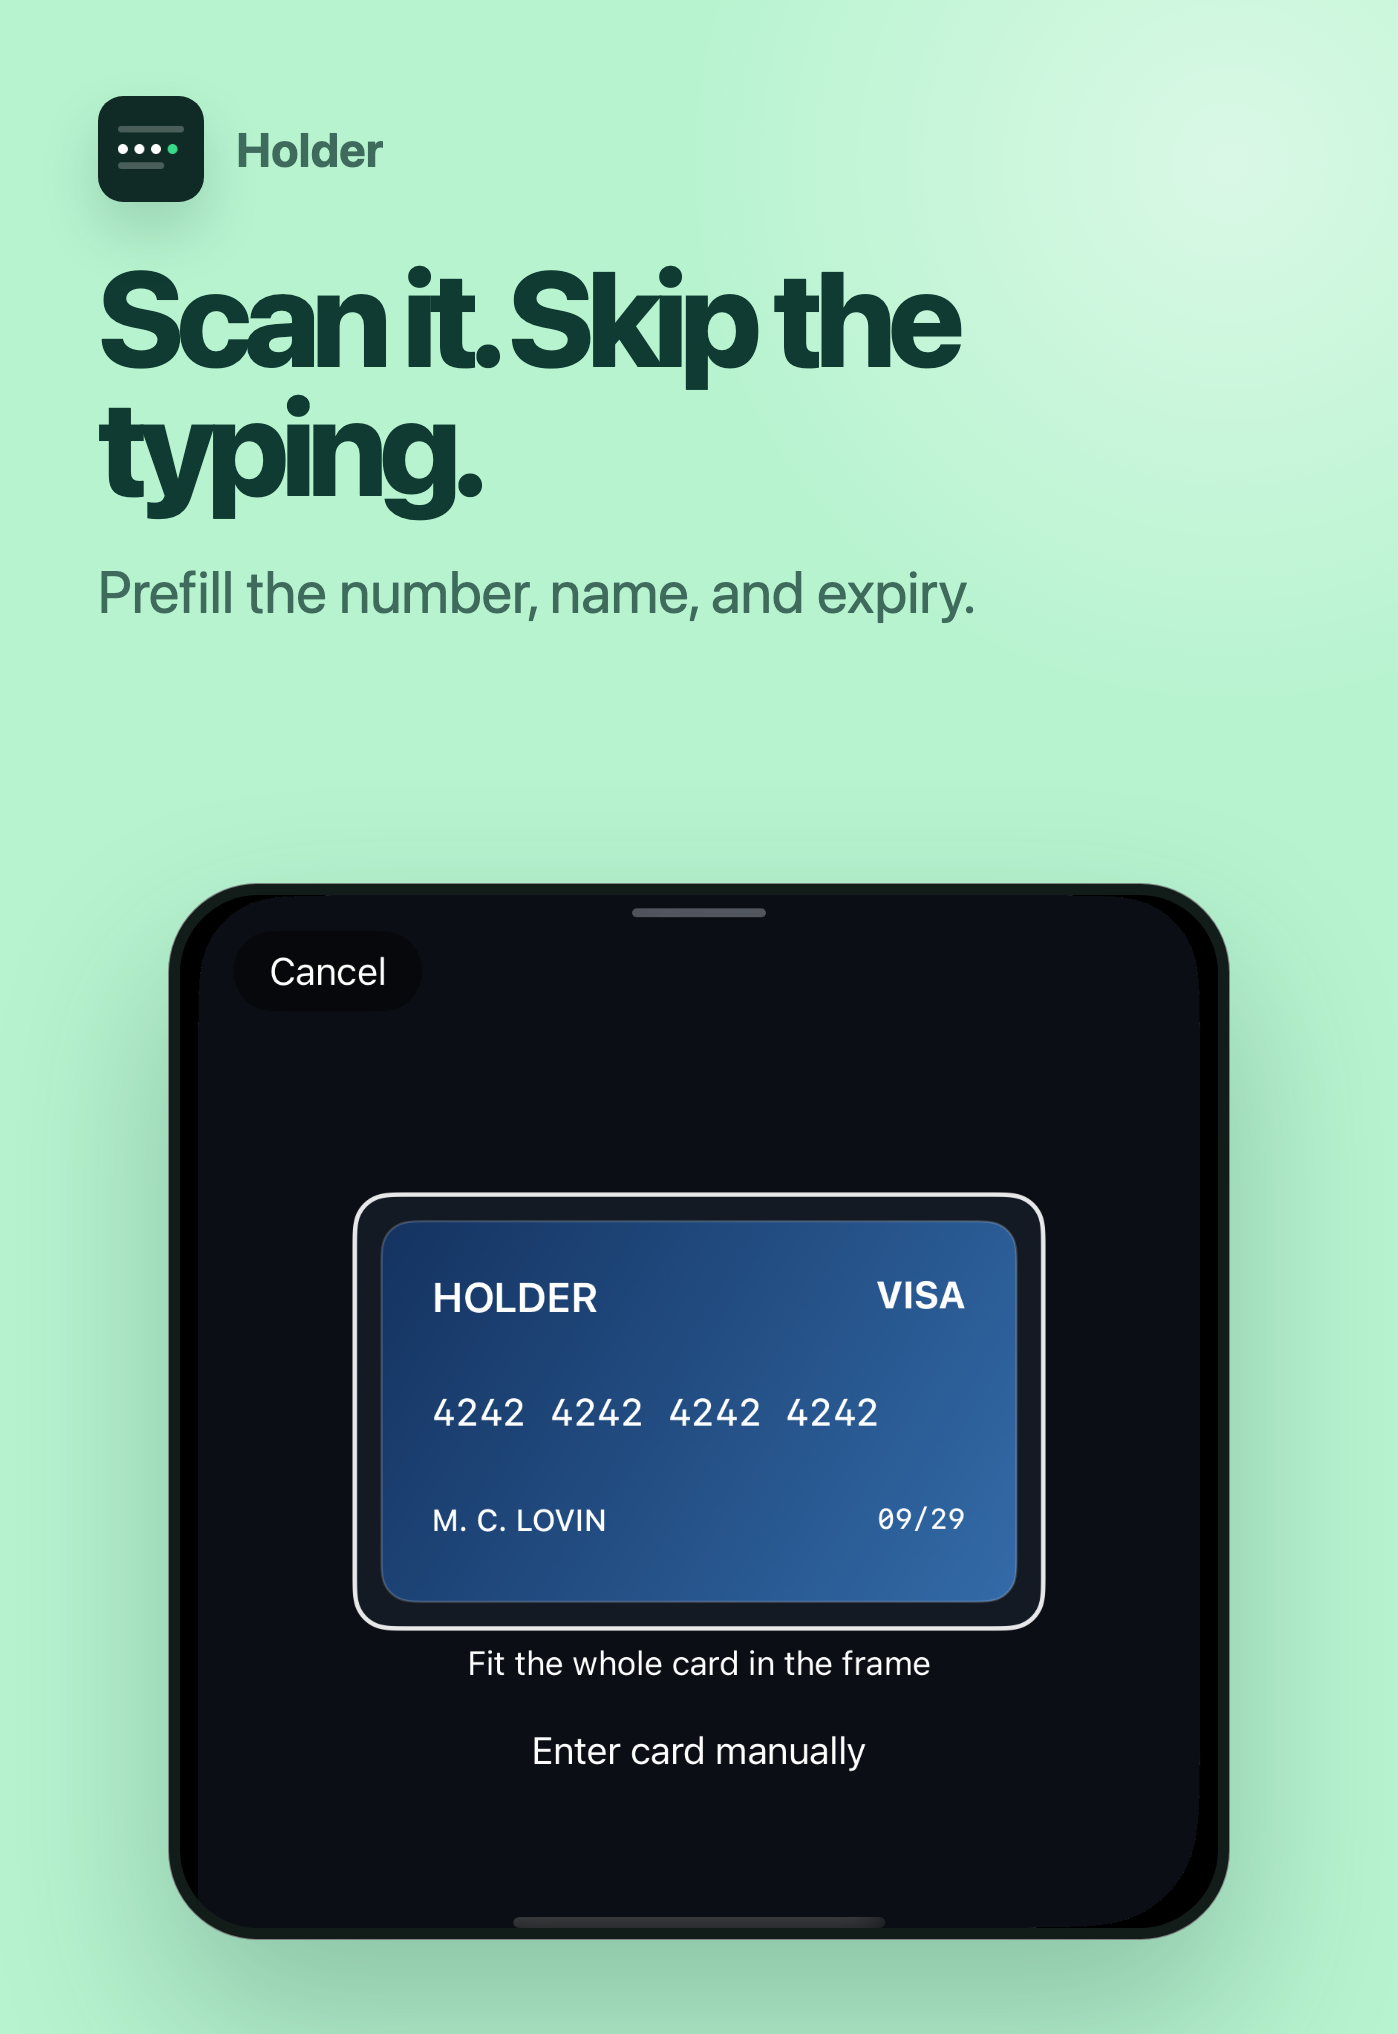 Holder
Scan it. Skip the
typing.
Prefill the number, name, and expiry.
Cancel
HOLDER
VISA
4242 4242 4242 4242
M. C. LOVIN
09/29
Fit the whole card in the frame
Enter card manually